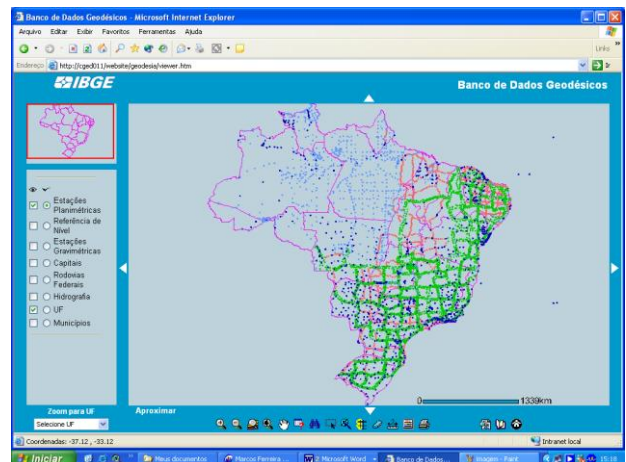 Banco de Dados Geodésicos - Microsoft Internet Explorer
Arquivo Editar Exibir Favoritos Ferramentas Ajuda
Links
Endereço http://cged011/website/geodesia/viewer.htm Ir
IBGE
Banco de Dados Geodésicos
Estações
Planimétricas
Referência de
Nível
Estações
Gravimétricas
Capitais
Rodovias
Federais
Hidrografia
UF
Municípios
0 1339km
Zoom para UF
Aproximar
Selecione UF
Coordenadas: -37.12 , -33.12
Intranet local
Iniciar
Meus documentos
Marcos Ferreira ...
2 Microsoft Word
Banco de Dados...
imagem - Paint
15:18